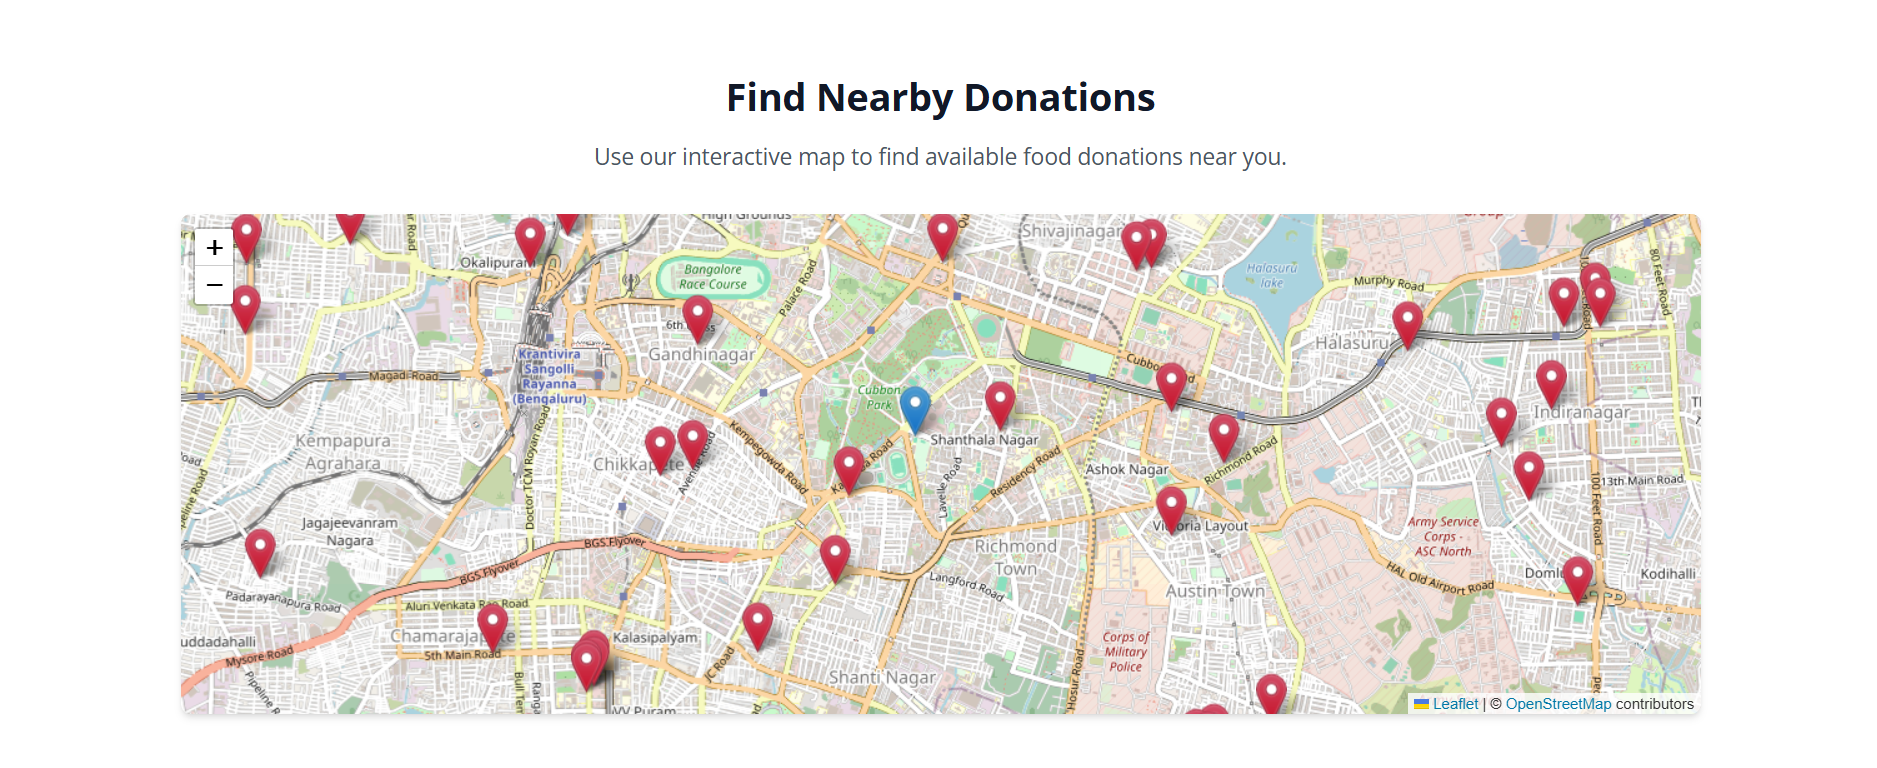 Find Nearby Donations
Use our interactive map to find available food donations near you.
+
−
High Grounds
Shivajinagar
Okalipuram
Bangalore
Race Course
Palace Road
Halasuru
lake
Murphy Road
80 Feet Road
Gandhinagar
Halasuru
Krantivira
Sangolli
Rayanna
(Bengaluru)
Magadi Road
Cubbon
Park
Indiranagar
Kempapura
Agrahara
Doctor TCM Royan Road
Kempegowda Road
Shanthala Nagar
Chikkapete
Avenue Road
Lavelle Road
Residency Road
Ashok Nagar
Richmond Road
13th Main Road
100 Feet Road
Jagajeevanram
Nagara
BGS Flyover
BGS Flyover
Victoria Layout
Army Service
Corps -
ASC North
Richmond
Town
Langford Road
HAL Old Airport Road
Kodihalli
Padarayanapura Road
Aluri Venkata Rao Road
Austin Town
Chamarajapete
Kalasipalyam
5th Main Road
uddadahalli
Mysore Road
Pipeline R
JC Road
Shanti Nagar
Hosur Road
Corps of
Military
Police
Bull Tem
Ranga
VV Puram
Leaflet | © OpenStreetMap contributors